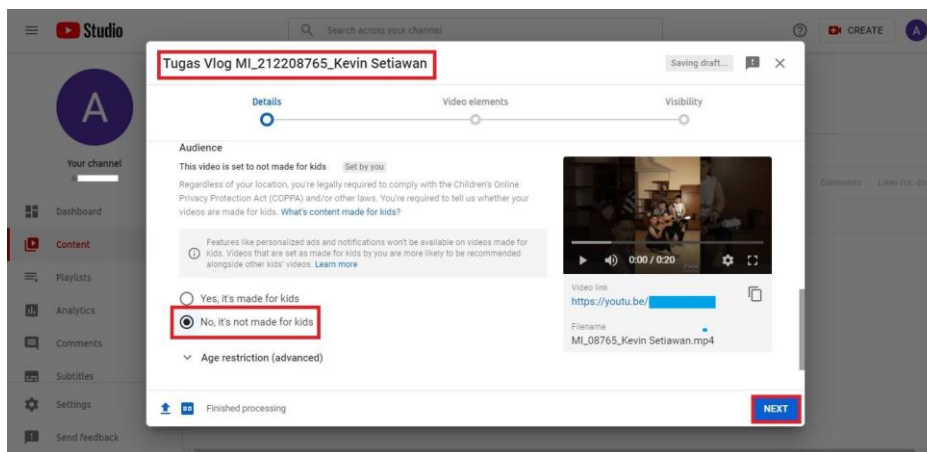 Studio
Search across your channel
CREATE
A
Tugas Vlog MI_212208765_Kevin Setiawan
Saving draft...
Details
Video elements
Visibility
A
Your channel
Dashboard
Content
Playlists
Analytics
Comments
Subtitles
Settings
Send feedback
Audience
This video is set to not made for kids
Set by you
Regardless of your location, you're legally required to comply with the Children's Online
Privacy Protection Act (COPPA) and/or other laws. You're required to tell us whether your
videos are made for kids. What's content made for kids?
Features like personalized ads and notifications won't be available on videos made for
kids. Videos that are set as made for kids by you are more likely to be recommended
alongside other kids' videos. Learn more
Yes, it's made for kids
No, it's not made for kids
Age restriction (advanced)
0:00 / 0:20
Video link
https://youtu.be/
Filename
MI_08765_Kevin Setiawan.mp4
Comments
SD
Finished processing
NEXT